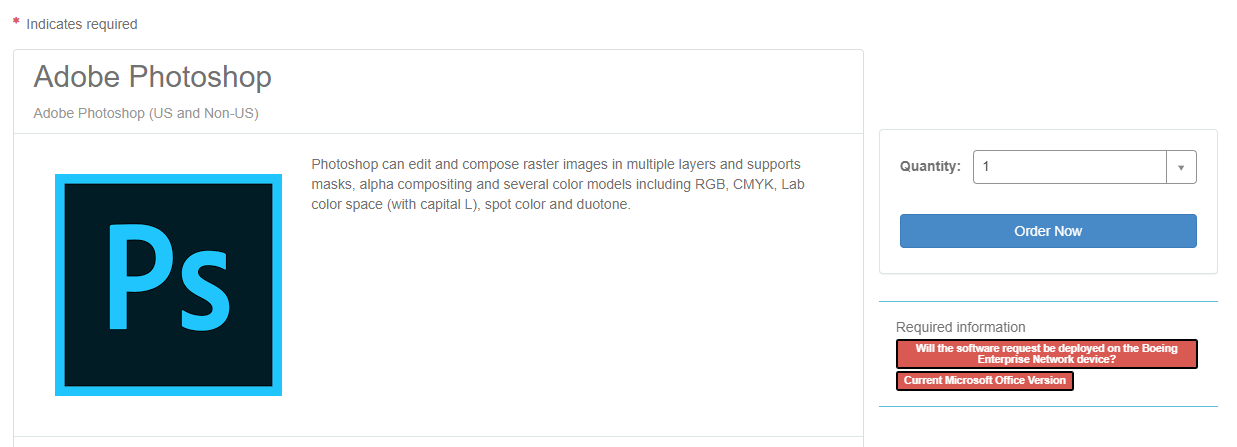 * Indicates required
Adobe Photoshop
Adobe Photoshop (US and Non-US)
Ps
Photoshop can edit and compose raster images in multiple layers and supports
masks, alpha compositing and several color models including RGB, CMYK, Lab
color space (with capital L), spot color and duotone.
Quantity: 1
Order Now
Required information
Will the software request be deployed on the Boeing
Enterprise Network device?
Current Microsoft Office Version